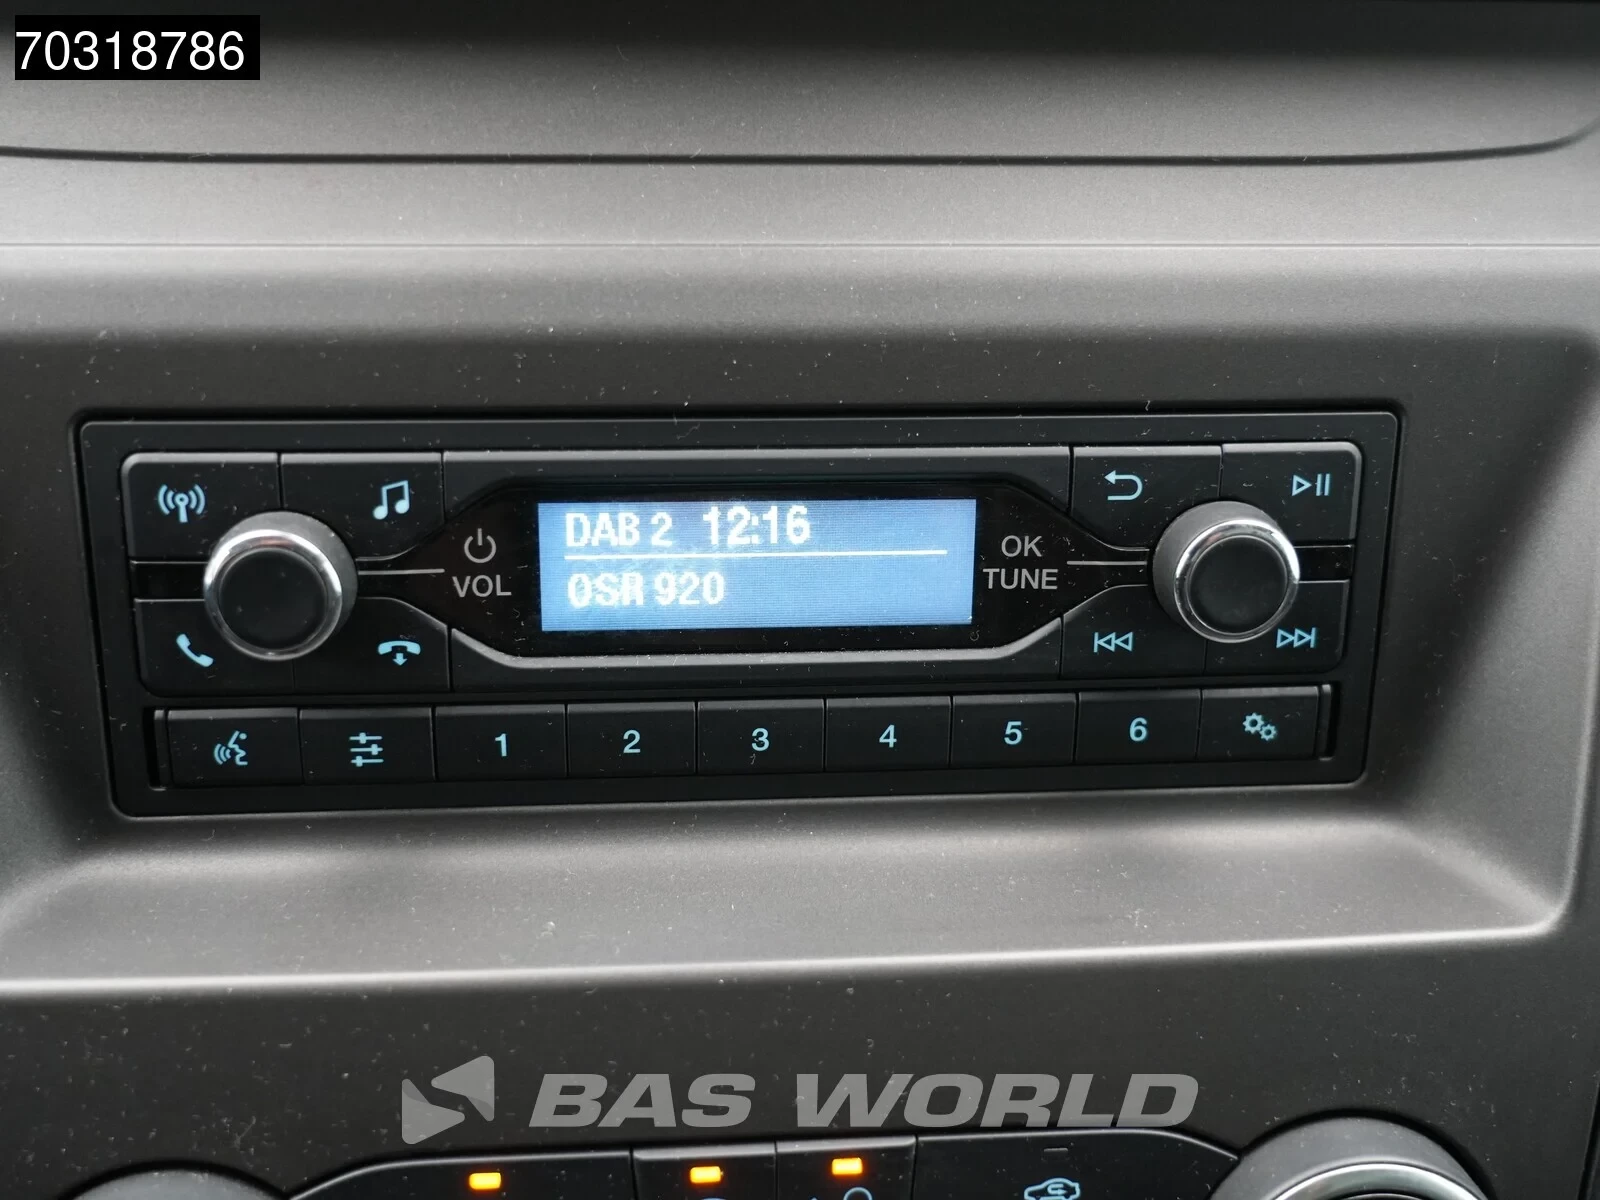 70318786
DAB 2 12:16
OSR 920
VOL
OK
TUNE
1 2 3 4 5 6
BAS WORLD